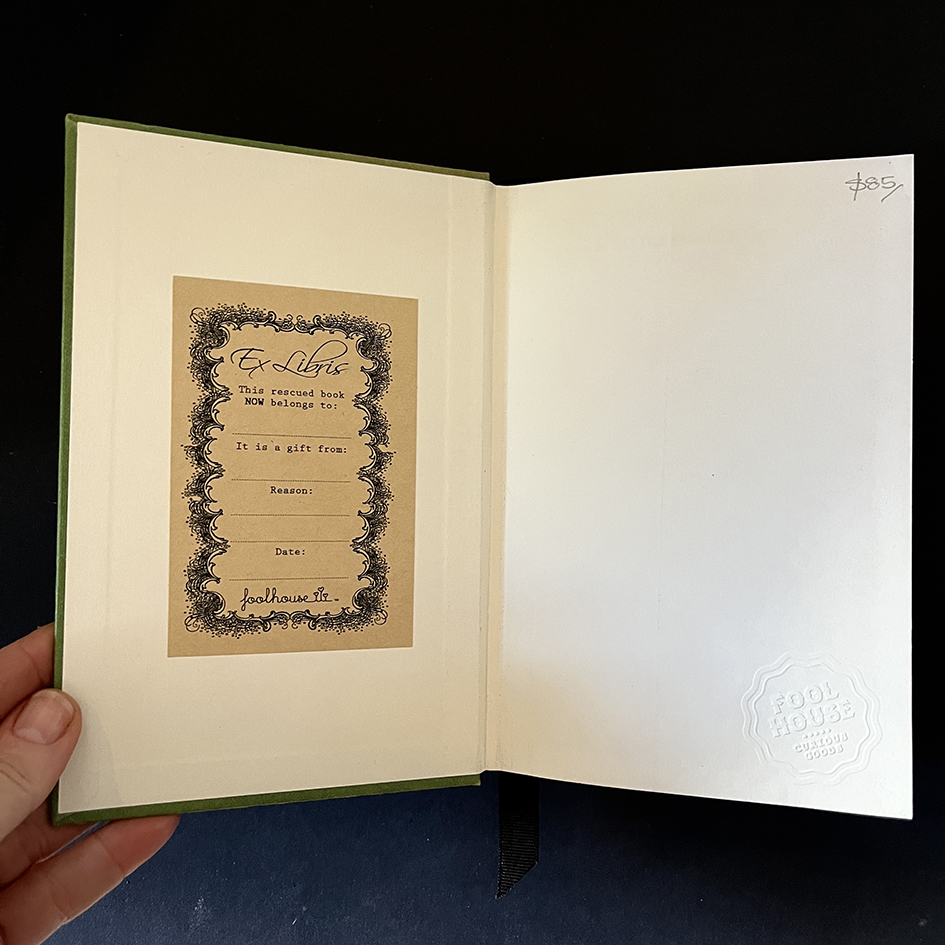 Ex Libris
This rescued book
NOW belongs to:
It is a gift from:
Reason:
Date:
foolhouse
$85/
FOOL
HOUSE
CURIOUS
GOODS